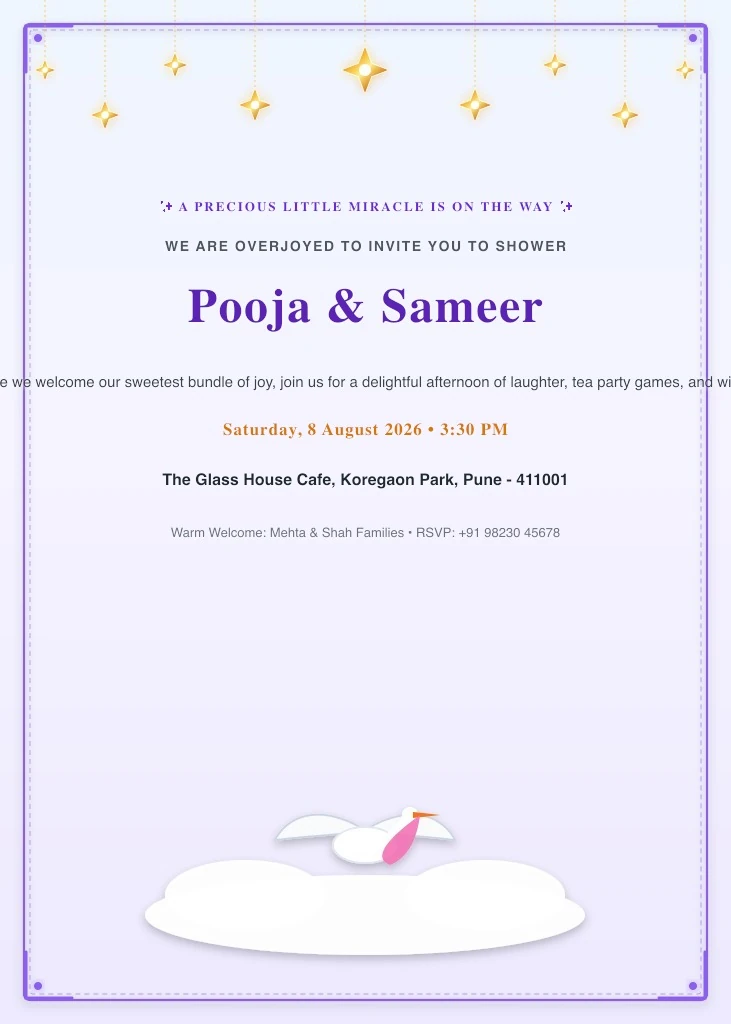 ✨ A PRECIOUS LITTLE MIRACLE IS ON THE WAY ✨
WE ARE OVERJOYED TO INVITE YOU TO SHOWER
Pooja & Sameer
we welcome our sweetest bundle of joy, join us for a delightful afternoon of laughter, tea party games, and
Saturday, 8 August 2026 • 3:30 PM
The Glass House Cafe, Koregaon Park, Pune - 411001
Warm Welcome: Mehta & Shah Families • RSVP: +91 98230 45678